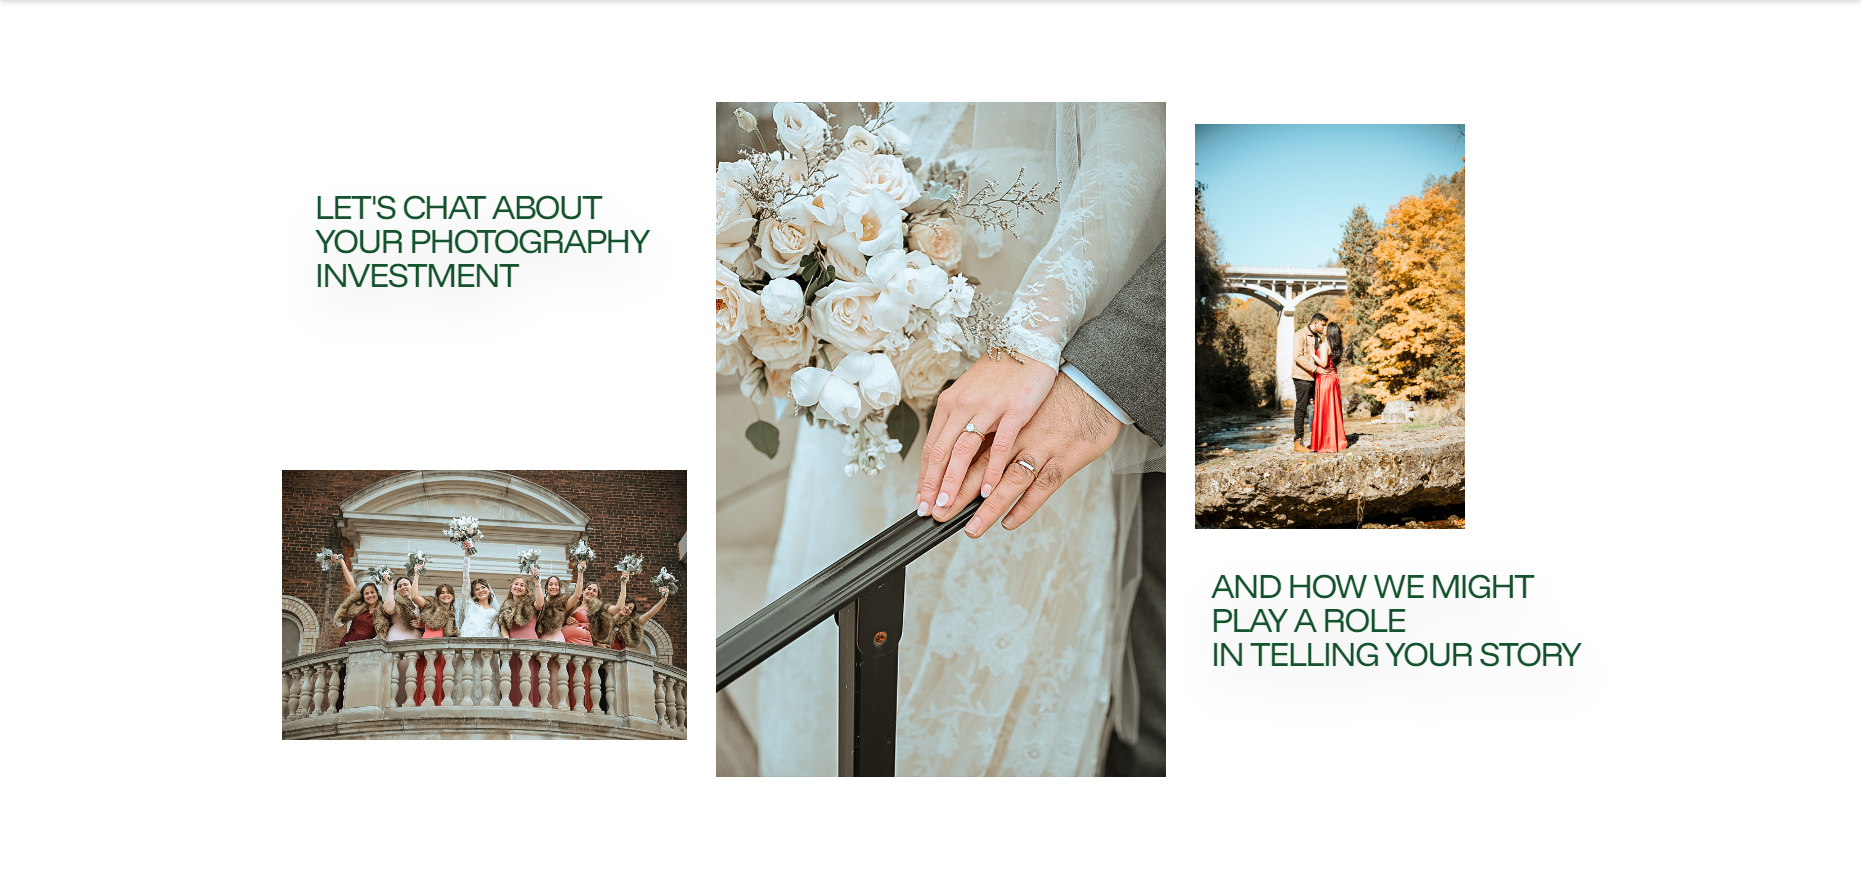 LET'S CHAT ABOUT
YOUR PHOTOGRAPHY
INVESTMENT
AND HOW WE MIGHT
PLAY A ROLE
IN TELLING YOUR STORY